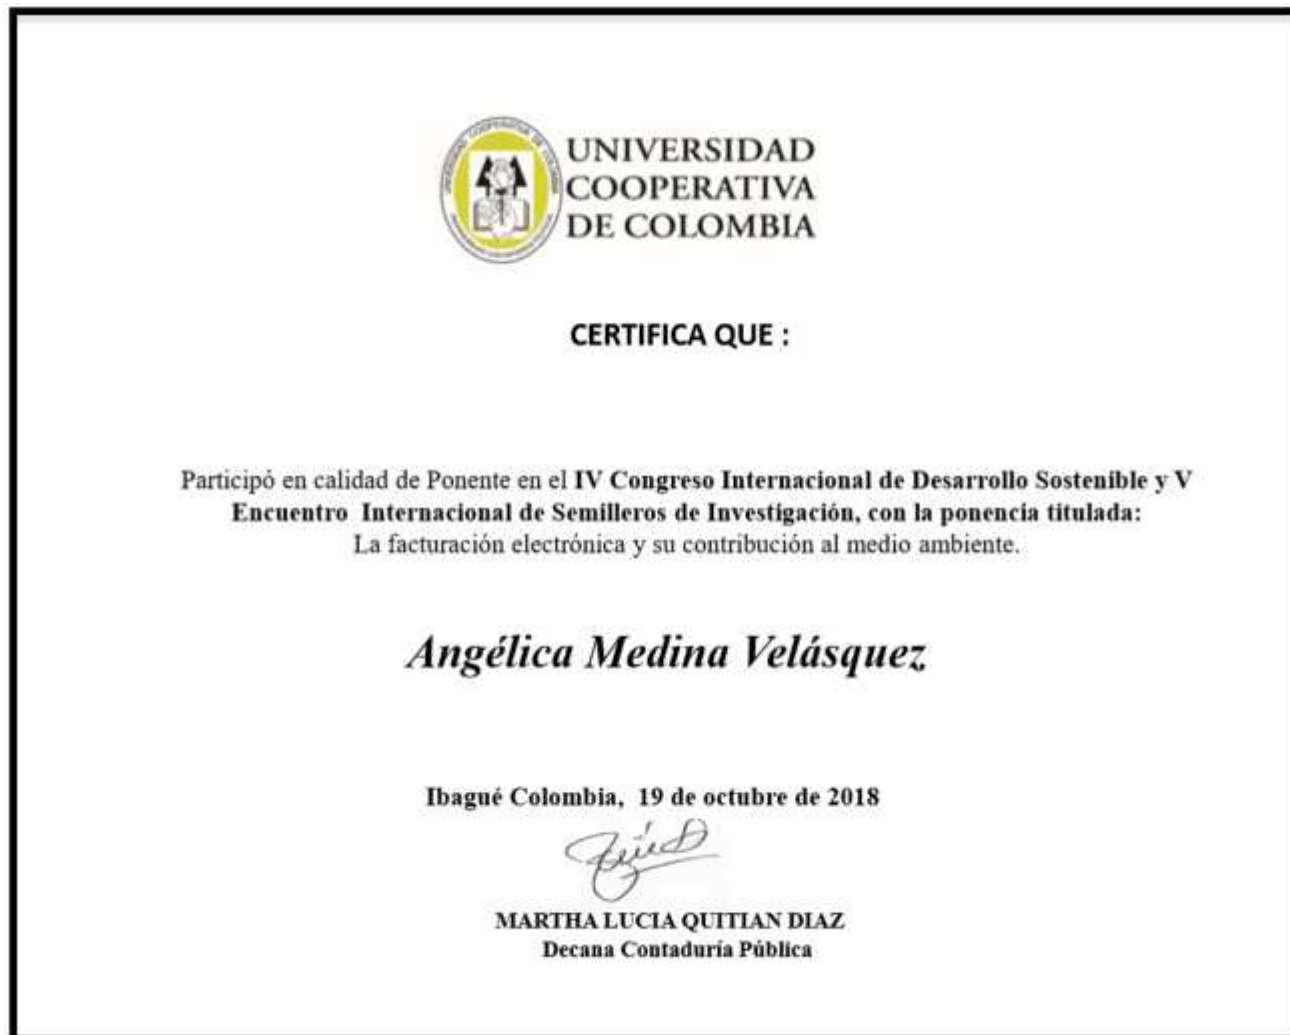 UNIVERSIDAD
COOPERATIVA
DE COLOMBIA
CERTIFICA QUE :
Participó en calidad de Ponente en el IV Congreso Internacional de Desarrollo Sostenible y V
Encuentro Internacional de Semilleros de Investigación, con la ponencia titulada:
La facturación electrónica y su contribución al medio ambiente.
Angélica Medina Velásquez
Ibagué Colombia, 19 de octubre de 2018
MARTHA LUCIA QUITIAN DIAZ
Decana Contaduría Pública